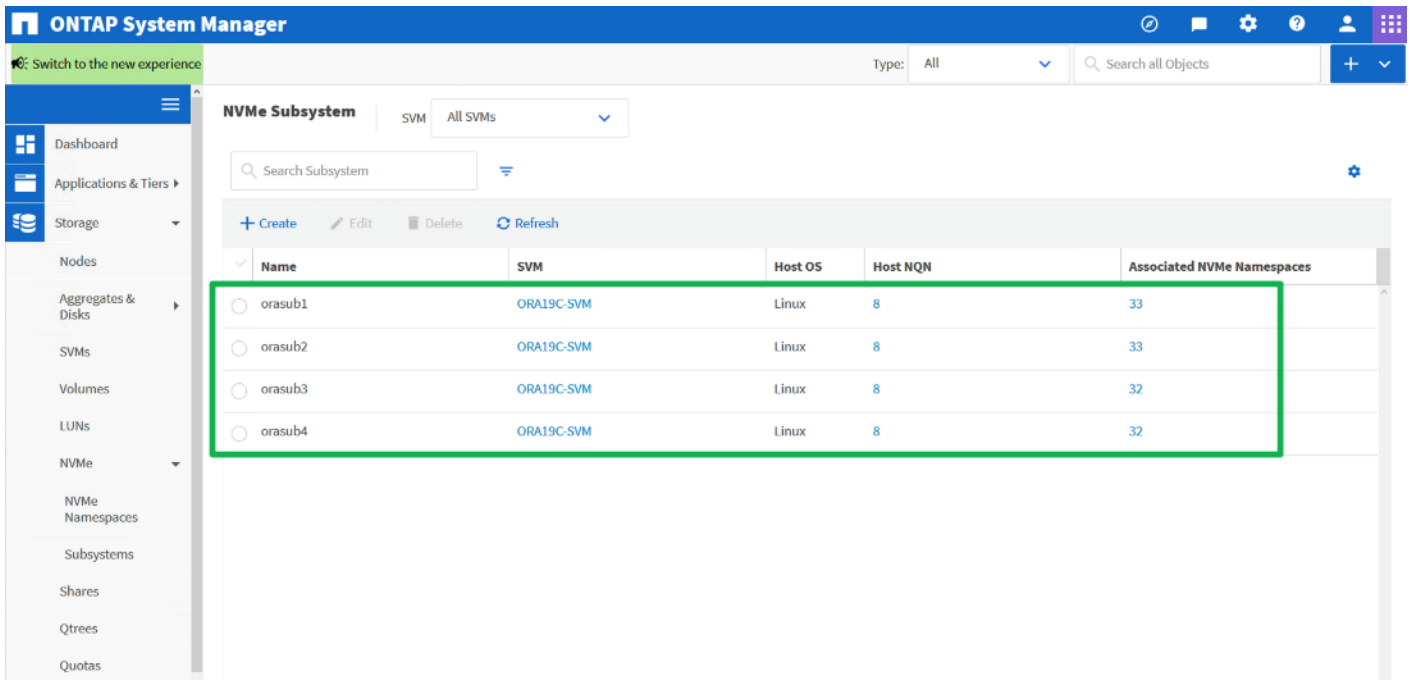 ONTAP System Manager
Switch to the new experience
Type: All
Search all Objects
NVMe Subsystem
SVM All SVMs
Dashboard
Applications & Tiers
Storage
Nodes
Aggregates &
Disks
SVMs
Volumes
LUNs
NVMe
NVMe
Namespaces
Subsystems
Shares
Qtrees
Quotas
Search Subsystem
+ Create Edit Delete Refresh
Name SVM Host OS Host NQN Associated NVMe Namespaces
orasub1 ORA19C-SVM Linux 8 33
orasub2 ORA19C-SVM Linux 8 33
orasub3 ORA19C-SVM Linux 8 32
orasub4 ORA19C-SVM Linux 8 32